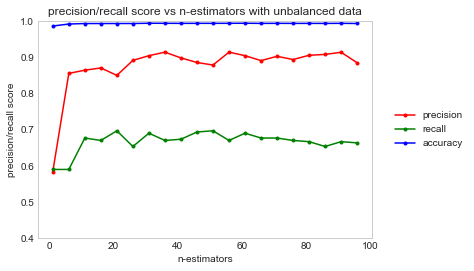 precision/recall score vs n-estimators with unbalanced data
1.0
0.9
0.8
0.7
0.6
0.5
0.4
precision/recall score
0 20 40 60 80 100
n-estimators
precision
recall
accuracy